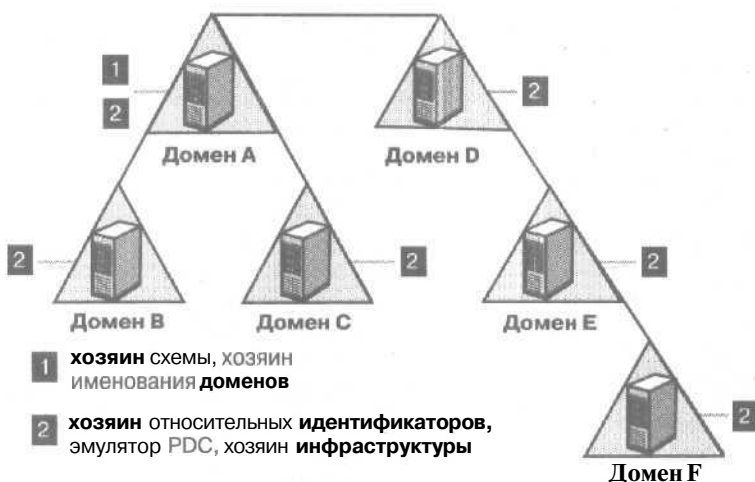 1
2
2
Домен A
Домен D
2
2
2
Домен B
Домен C
Домен E
1 хозяин схемы, хозяин
именования доменов
2 хозяин относительных идентификаторов,
эмулятор PDC, хозяин инфраструктуры
2
Домен F